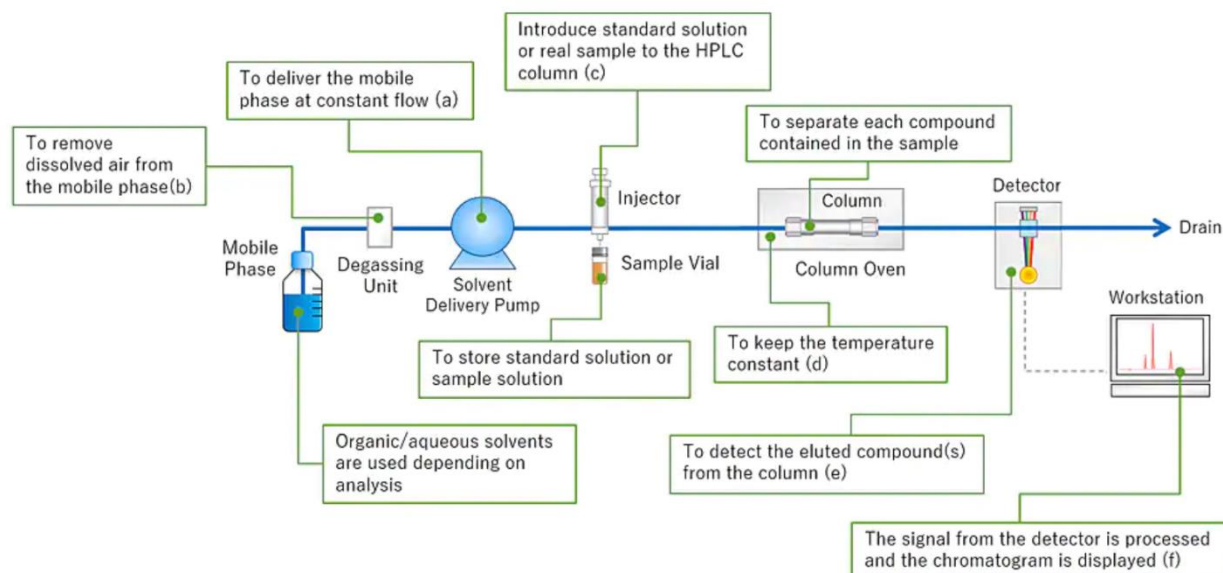 Introduce standard solution
or real sample to the HPLC
column (c)
To deliver the mobile
phase at constant flow (a)
To remove
dissolved air from
the mobile phase(b)
To separate each compound
contained in the sample
Injector
Column
Detector
Drain
Mobile
Phase
Degassing
Unit
Solvent
Delivery Pump
Sample Vial
Column Oven
Workstation
To store standard solution or
sample solution
To keep the temperature
constant (d)
Organic/aqueous solvents
are used depending on
analysis
To detect the eluted compound(s)
from the column (e)
The signal from the detector is processed
and the chromatogram is displayed (f)